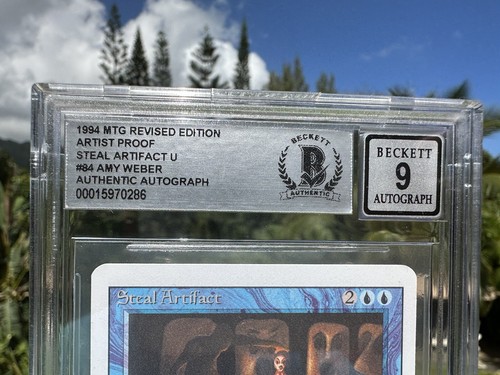 1994 MTG REVISED EDITION
ARTIST PROOF
STEAL ARTIFACT U
#84 AMY WEBER
AUTHENTIC AUTOGRAPH
00015970286
BECKETT
B
AUTHENTIC
BECKETT
9
AUTOGRAPH
Steal Artifact 2